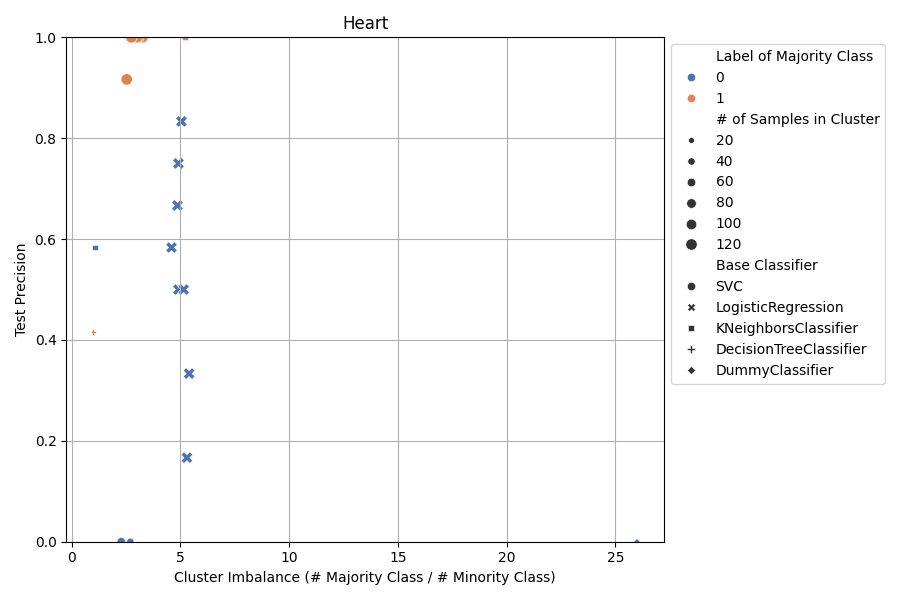 Heart
1.0
0.8
0.6
0.4
0.2
0.0
Test Precision
0
5
10
15
20
25
Cluster Imbalance (# Majority Class / # Minority Class)
Label of Majority Class
0
1
# of Samples in Cluster
20
40
60
80
100
120
Base Classifier
SVC
LogisticRegression
KNeighborsClassifier
DecisionTreeClassifier
DummyClassifier